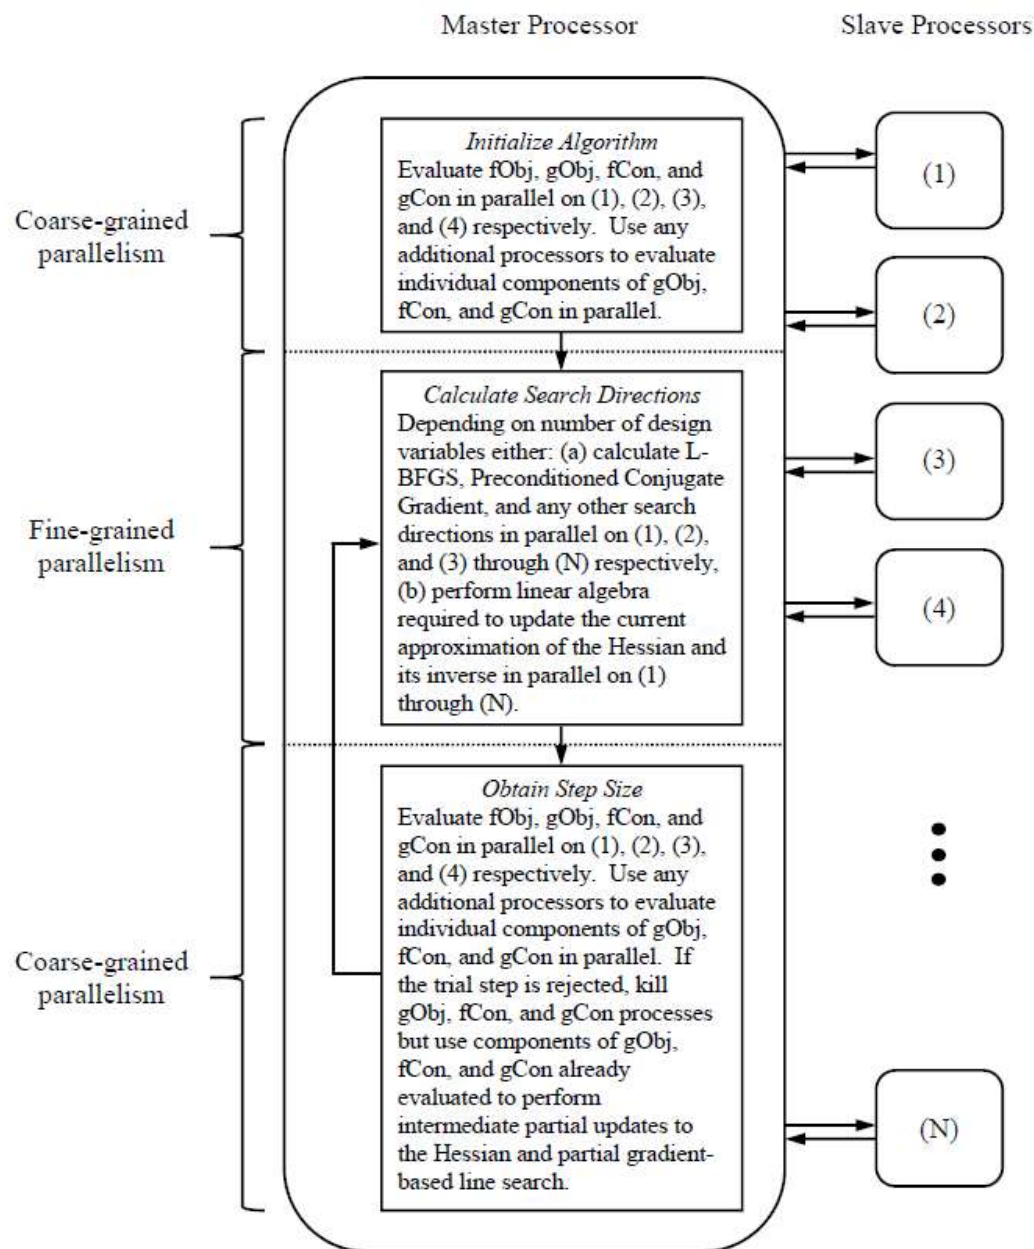 Master Processor
Slave Processors
Coarse-grained
parallelism
Initialize Algorithm
Evaluate fObj, gObj, fCon, and
gCon in parallel on (1), (2), (3),
and (4) respectively. Use any
additional processors to evaluate
individual components of gObj,
fCon, and gCon in parallel.
(1)
(2)
Fine-grained
parallelism
Calculate Search Directions
Depending on number of design
variables either: (a) calculate L-
BFGS, Preconditioned Conjugate
Gradient, and any other search
directions in parallel on (1), (2),
and (3) through (N) respectively,
(b) perform linear algebra
required to update the current
approximation of the Hessian and
its inverse in parallel on (1)
through (N).
(3)
(4)
Coarse-grained
parallelism
Obtain Step Size
Evaluate fObj, gObj, fCon, and
gCon in parallel on (1), (2), (3),
and (4) respectively. Use any
additional processors to evaluate
individual components of gObj,
fCon, and gCon in parallel. If
the trial step is rejected, kill
gObj, fCon, and gCon processes
but use components of gObj,
fCon, and gCon already
evaluated to perform
intermediate partial updates to
the Hessian and partial gradient-
based line search.
(N)